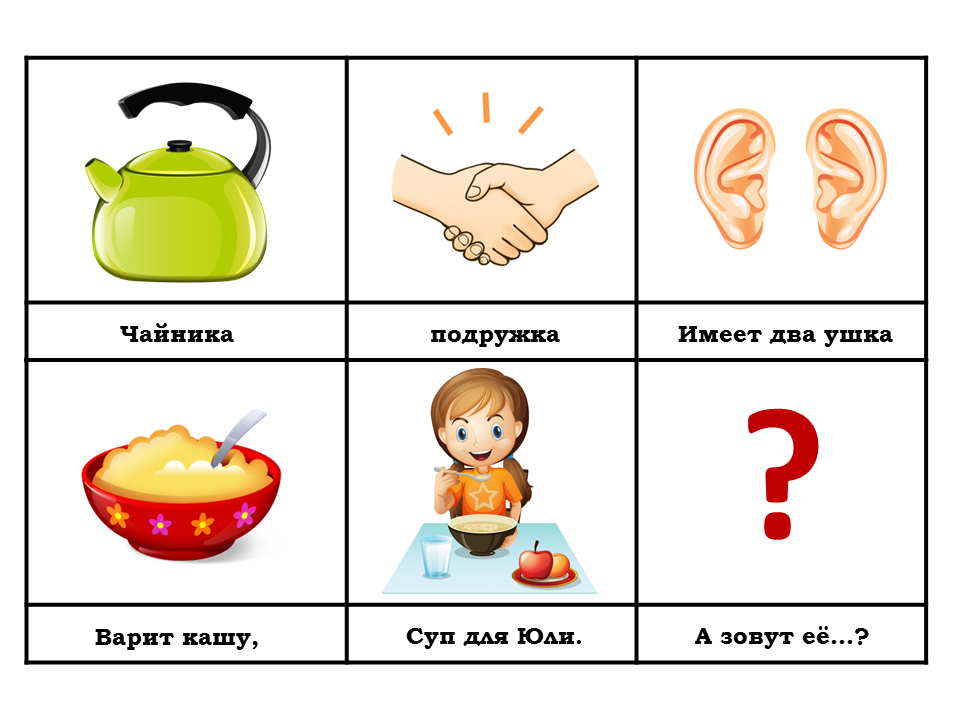 Чайника
подружка
Имеет два ушка
Варит кашу,
Суп для Юли.
?
А зовут её...?